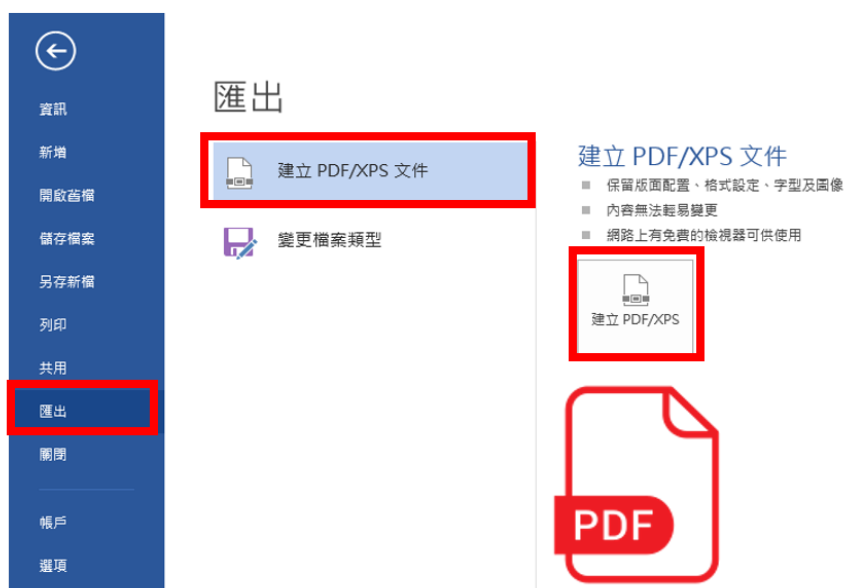 資訊
新增
開啟舊檔
儲存檔案
另存新檔
列印
共用
匯出
關閉
帳戶
選項
匯出
建立 PDF/XPS 文件
變更檔案類型
建立 PDF/XPS 文件
保留版面配置、格式設定、字型及圖像
內容無法輕易變更
網路上有免費的檢視器可供使用
建立 PDF/XPS
PDF